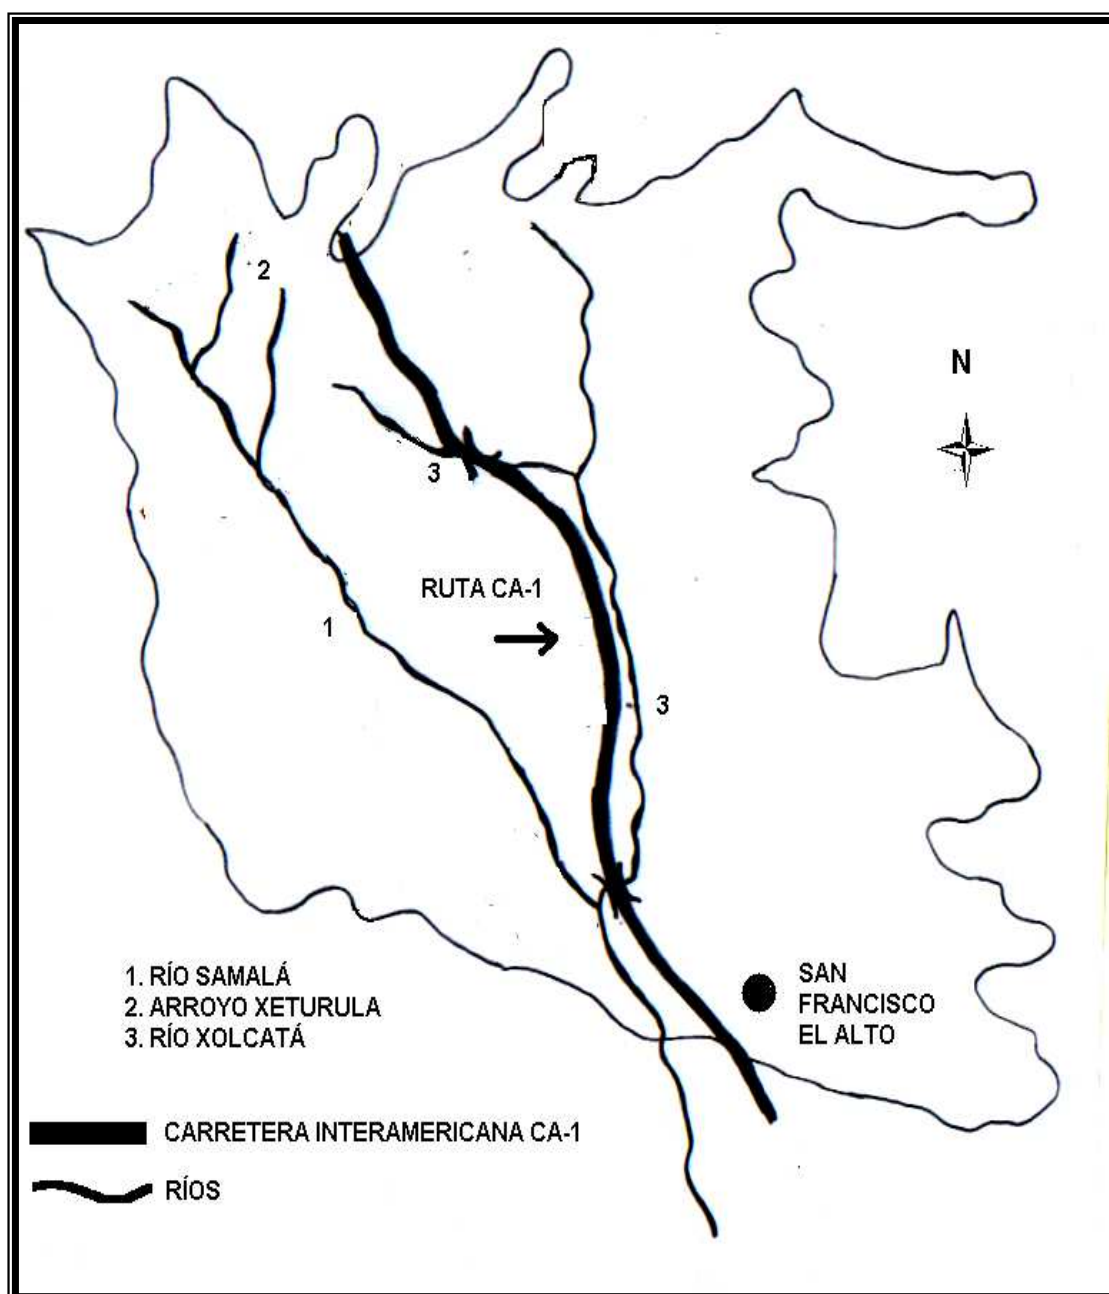 2
N
3
RUTA CA-1
1
3
1. RÍO SAMALÁ
2. ARROYO XETURULA
3. RÍO XOLCATÁ
SAN
FRANCISCO
EL ALTO
CARRETERA INTERAMERICANA CA-1
RÍOS